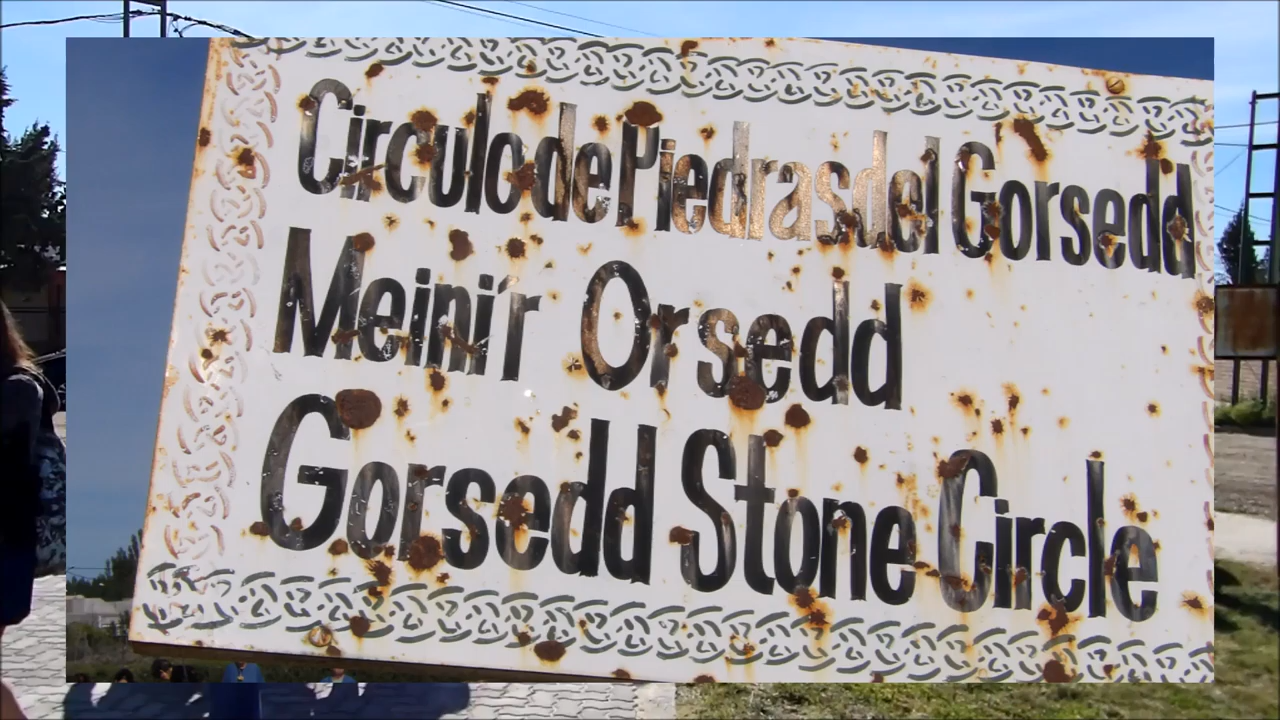 Circulo de Piedras del Gorsedd
Meini'r Orsedd
Gorsedd Stone Circle